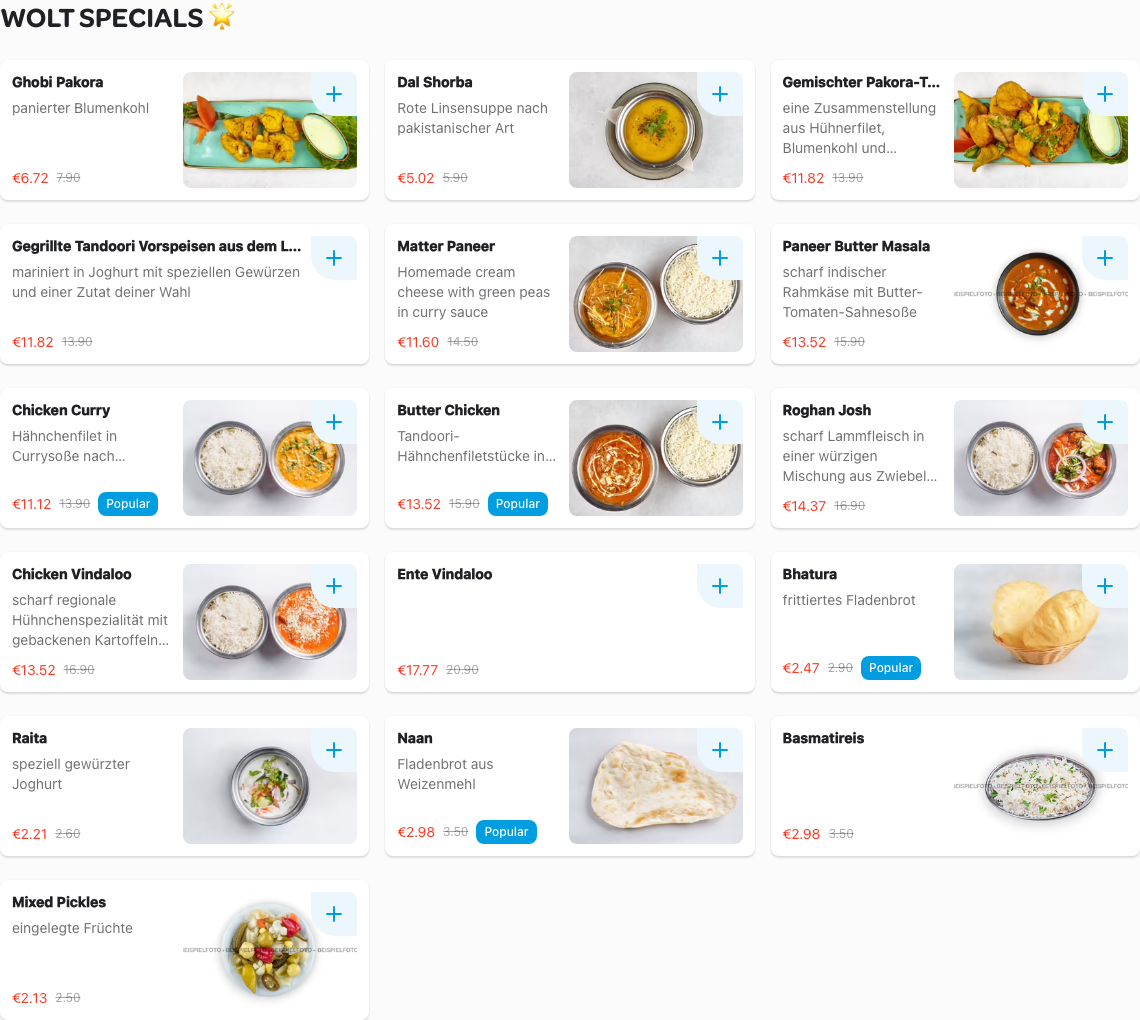 WOLT SPECIALS 🌟
Ghobi Pakora
panierter Blumenkohl
€6.72 7.90
Dal Shorba
Rote Linsensuppe nach
pakistanischer Art
€5.02 5.90
Gemischter Pakora-T...
eine Zusammenstellung
aus Hühnerfilet,
Blumenkohl und...
€11.82 13.90
Gegrillte Tandoori Vorspeisen aus dem L...
mariniert in Joghurt mit speziellen Gewürzen
und einer Zutat deiner Wahl
€11.82 13.90
Matter Paneer
Homemade cream
cheese with green peas
in curry sauce
€11.60 14.50
Paneer Butter Masala
scharf indischer
Rahmkäse mit Butter-
Tomaten-Sahnesoße
€13.52 15.90
EISPIELFOTO • BEISPIELFOTO
Chicken Curry
Hähnchenfilet in
Currysoße nach...
€11.12 13.90 Popular
Butter Chicken
Tandoori-
Hähnchenfiletstücke in...
€13.52 15.90 Popular
Roghan Josh
scharf Lammfleisch in
einer würzigen
Mischung aus Zwiebel...
€14.37 16.90
Chicken Vindaloo
scharf regionale
Hühnchenspezialität mit
gebackenen Kartoffeln...
€13.52 16.90
Ente Vindaloo
€17.77 20.90
Bhatura
frittiertes Fladenbrot
€2.47 2.90 Popular
Raita
speziell gewürzter
Joghurt
€2.21 2.60
Naan
Fladenbrot aus
Weizenmehl
€2.98 3.50 Popular
Basmatireis
€2.98 3.50
EISPIELFOTO • BEISPIELFOTO
Mixed Pickles
eingelegte Früchte
€2.13 2.50
EISPIELFOTO • BEISPIELFOTO • BEISPIELFOTO